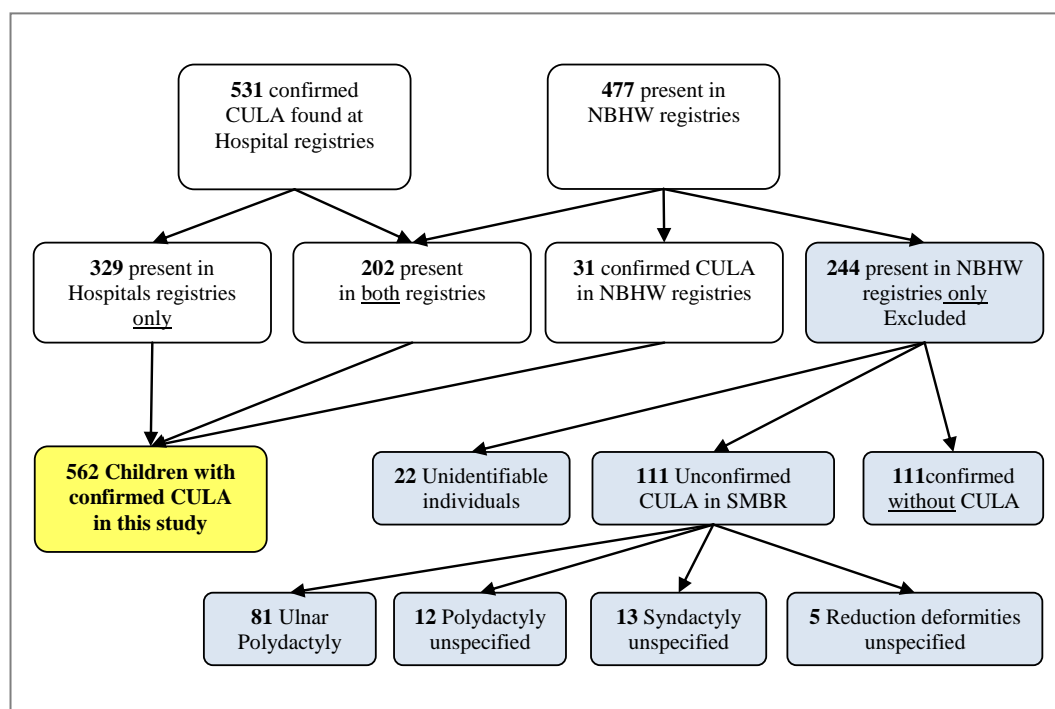 531 confirmed
CULA found at
Hospital registries
477 present in
NBHW registries
329 present in
Hospitals registries
only
202 present
in both registries
31 confirmed CULA
in NBHW registries
244 present in NBHW
registries only
Excluded
562 Children with
confirmed CULA
in this study
22 Unidentifiable
individuals
111 Unconfirmed
CULA in SMBR
111confirmed
without CULA
81 Ulnar
Polydactyly
12 Polydactyly
unspecified
13 Syndactyly
unspecified
5 Reduction deformities
unspecified